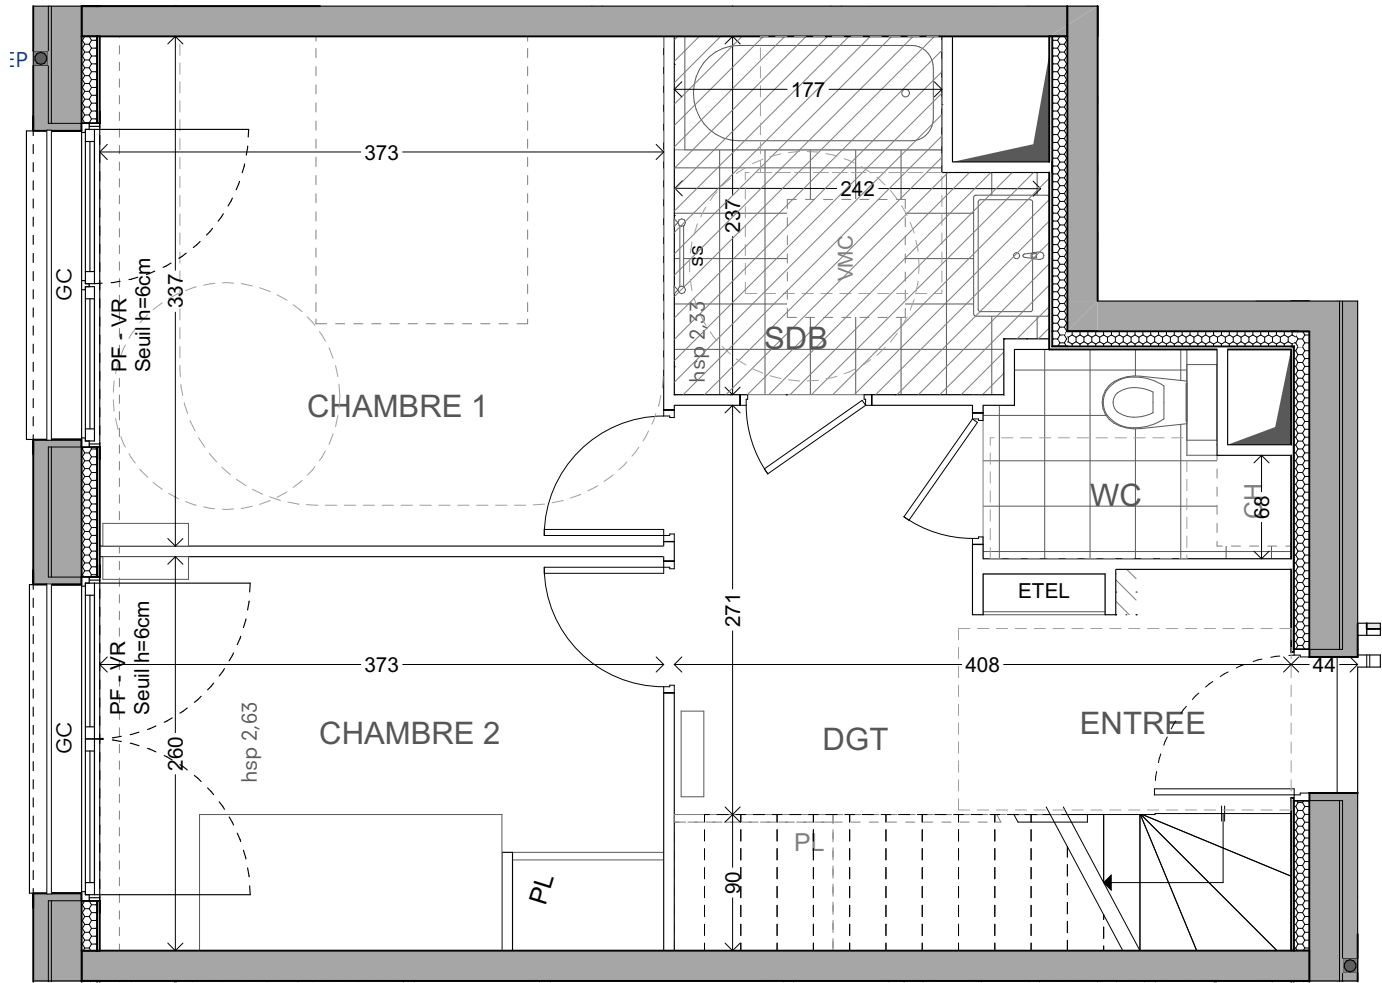 EP
177
373
242
237
VMC
ss
hsp 2,33
SDB
GC
PF - VR
Seuil h=6cm
337
CHAMBRE 1
WC
CH
68
ETEL
271
PF - VR
Seuil h=6cm
373
408
44
GC
hsp 2,63
CHAMBRE 2
260
DGT
ENTREE
PL
PL
90